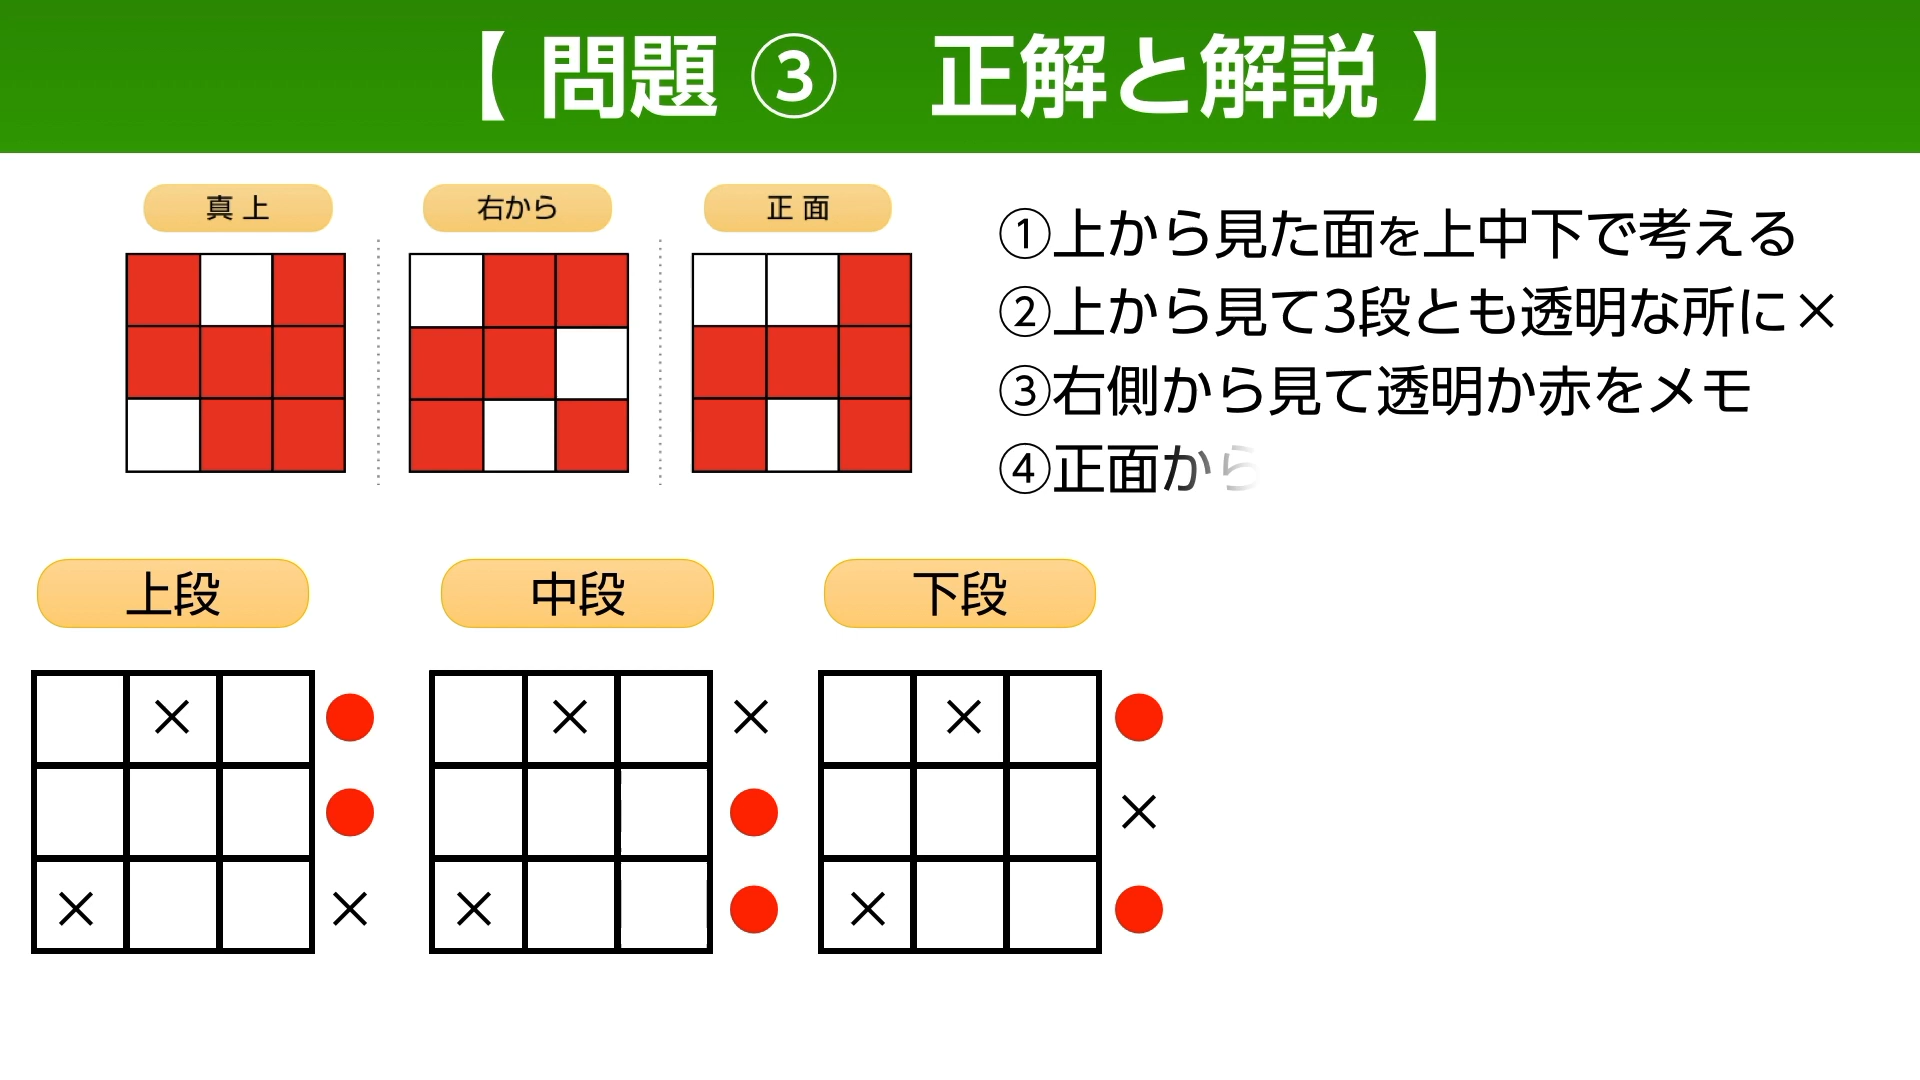 【 問題 ③　正解と解説 】
真 上
右から
正 面
①上から見た面を上中下で考える
②上から見て3段とも透明な所に×
③右側から見て透明か赤をメモ
④正面から
上段
中段
下段
× × ×
×
×
× × × ×